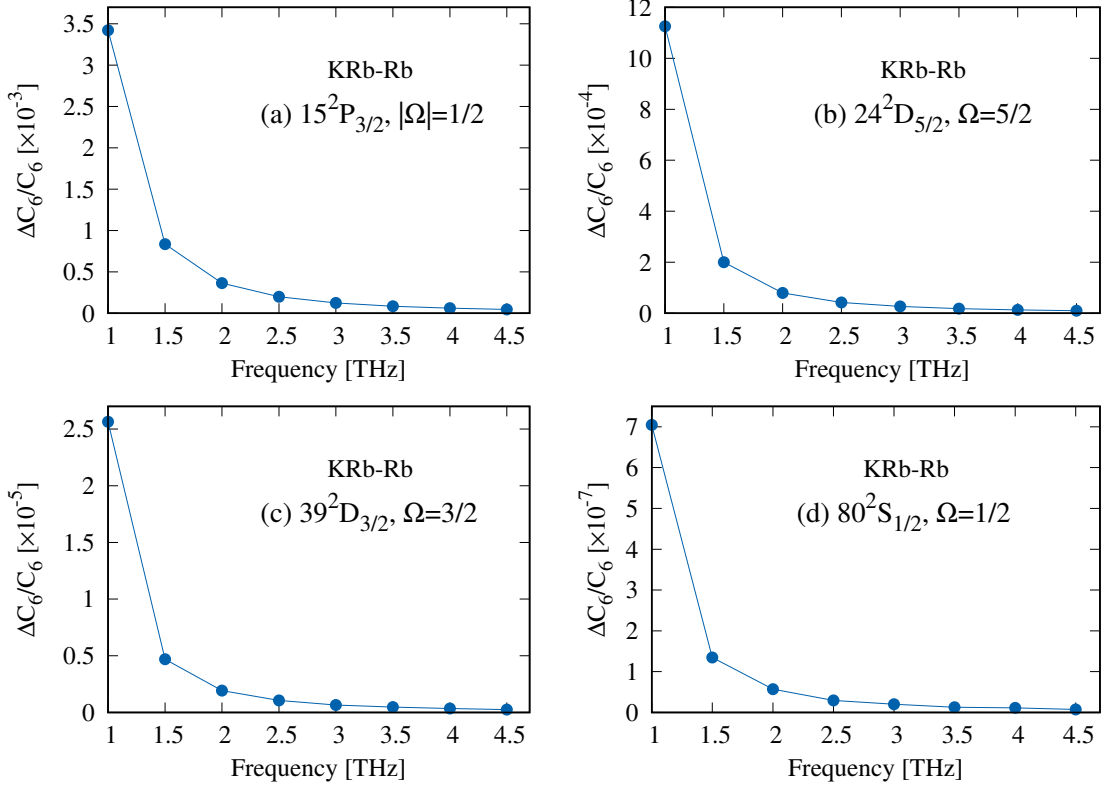 ΔC₆/C₆ [×10⁻³]
3.5
3
2.5
2
1.5
1
0.5
0
KRb-Rb
(a) 15²P₃/₂, |Ω|=1/2
1 1.5 2 2.5 3 3.5 4 4.5
Frequency [THz]
ΔC₆/C₆ [×10⁻⁴]
12
10
8
6
4
2
0
KRb-Rb
(b) 24²D₅/₂, Ω=5/2
1 1.5 2 2.5 3 3.5 4 4.5
Frequency [THz]
ΔC₆/C₆ [×10⁻⁵]
2.5
2
1.5
1
0.5
0
KRb-Rb
(c) 39²D₃/₂, Ω=3/2
1 1.5 2 2.5 3 3.5 4 4.5
Frequency [THz]
ΔC₆/C₆ [×10⁻⁷]
7
6
5
4
3
2
1
0
KRb-Rb
(d) 80²S₁/₂, Ω=1/2
1 1.5 2 2.5 3 3.5 4 4.5
Frequency [THz]